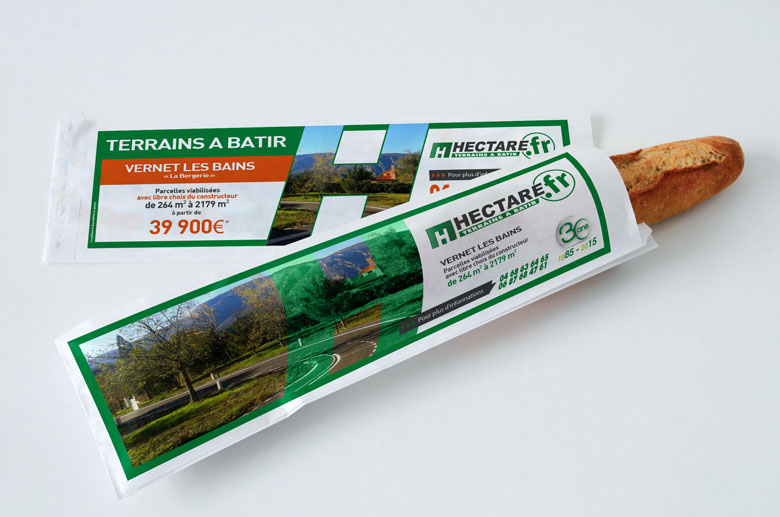 TERRAINS A BATIR
VERNET LES BAINS
« La Bergerie »
Parcelles viabilisées
avec libre choix du constructeur
de 264 m² à 2179 m²
à partir de
39 900€*
HECTARE.fr
TERRAINS A BATIR
>>> Pour plus d'infor
HECTARE.fr
TERRAINS A BATIR
VERNET LES BAINS
Parcelles viabilisées
avec libre choix du constructeur
de 264 m² à 2179 m²
30 ans
1985 - 2015
>>> Pour plus d'informations
04 68 63 64 65
06 87 68 47 61